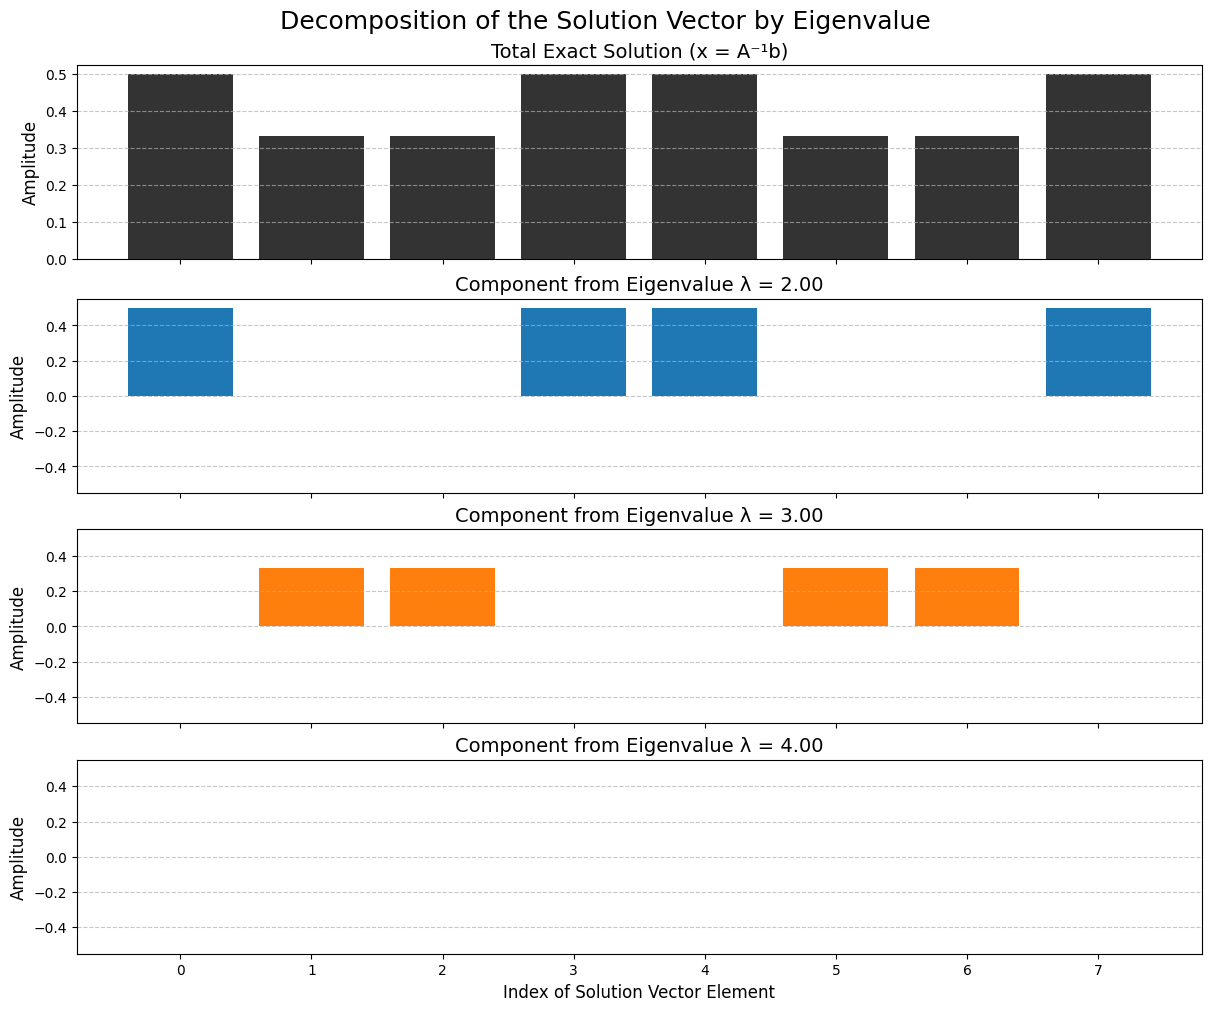 Decomposition of the Solution Vector by Eigenvalue
Total Exact Solution (x = A⁻¹b)
Amplitude
0.5
0.4
0.3
0.2
0.1
0.0
Component from Eigenvalue λ = 2.00
Amplitude
0.4
0.2
0.0
−0.2
−0.4
Component from Eigenvalue λ = 3.00
Amplitude
0.4
0.2
0.0
−0.2
−0.4
Component from Eigenvalue λ = 4.00
Amplitude
0.4
0.2
0.0
−0.2
−0.4
0 1 2 3 4 5 6 7
Index of Solution Vector Element